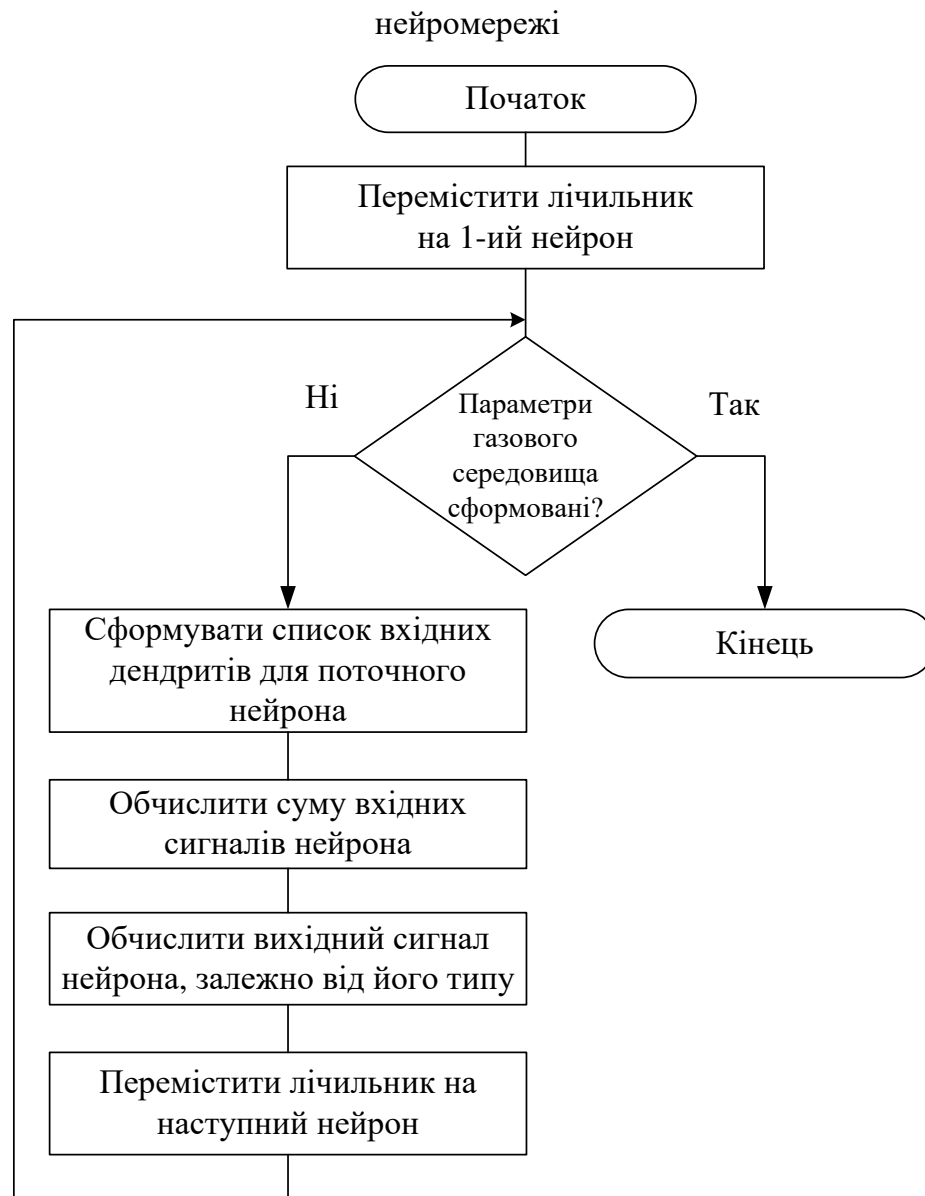 нейромережі
Початок
Перемістити лічильник
на 1-ий нейрон
Ні
Так
Параметри
газового
середовища
сформовані?
Сформувати список вхідних
дендритів для поточного
нейрона
Кінець
Обчислити суму вхідних
сигналів нейрона
Обчислити вихідний сигнал
нейрона, залежно від його типу
Перемістити лічильник на
наступний нейрон